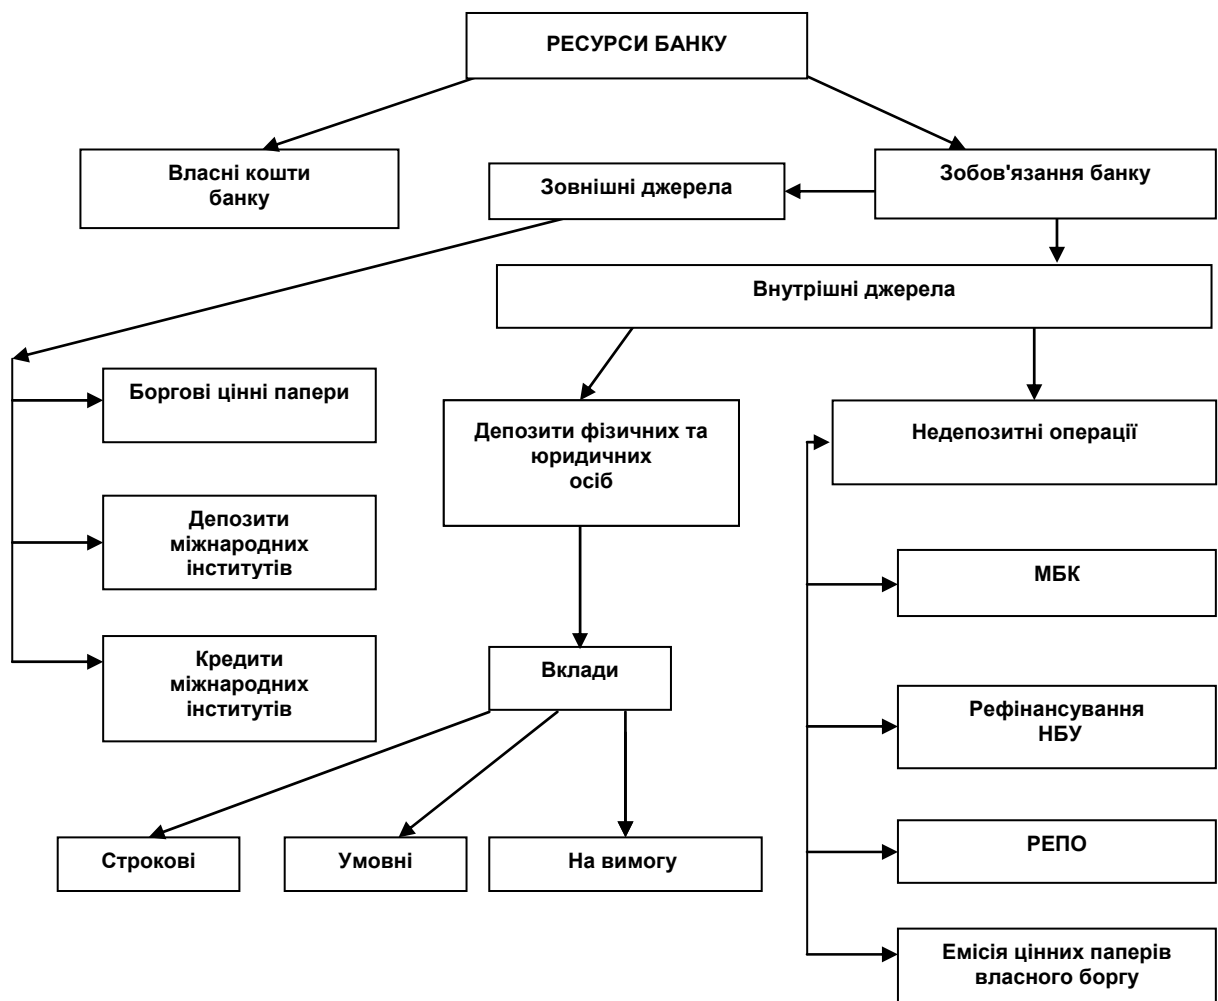 РЕСУРСИ БАНКУ
Власні кошти
банку
Зовнішні джерела
Зобов'язання банку
Внутрішні джерела
Боргові цінні папери
Депозити
міжнародних
інститутів
Кредити
міжнародних
інститутів
Депозити фізичних та
юридичних
осіб
Вклади
Строкові
Умовні
На вимогу
Недепозитні операції
МБК
Рефінансування
НБУ
РЕПО
Емісія цінних паперів
власного боргу